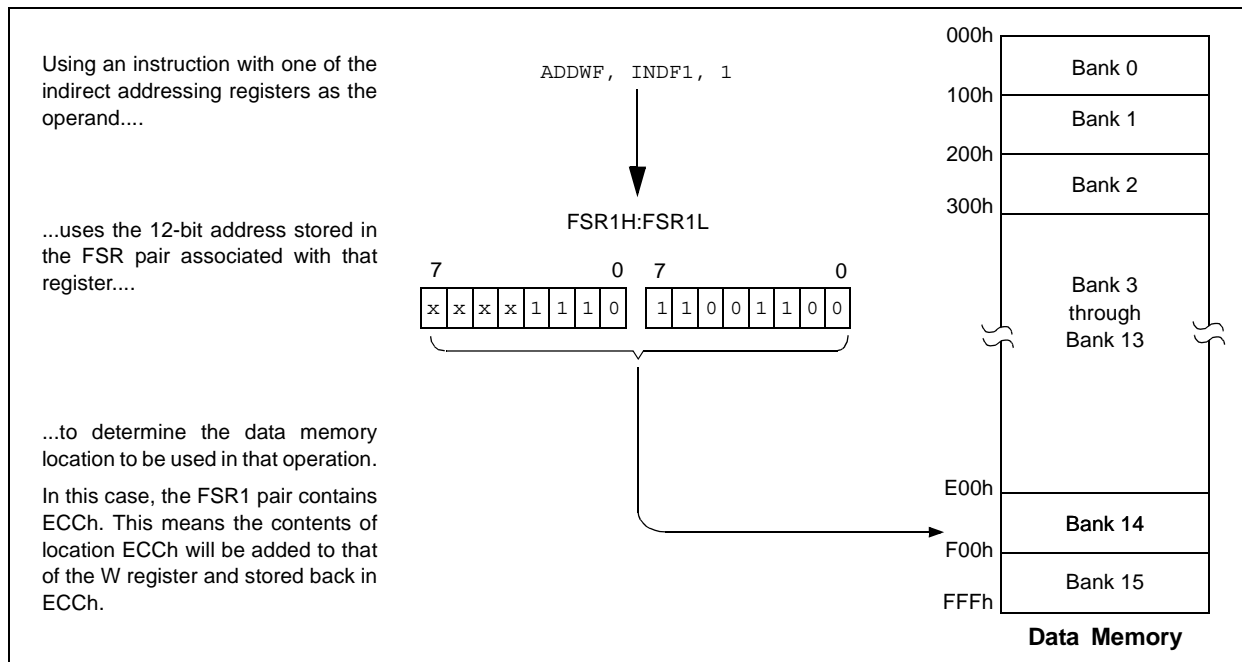 Using an instruction with one of the
indirect addressing registers as the
operand....
ADDWF, INDF1, 1
...uses the 12-bit address stored in
the FSR pair associated with that
register....
FSR1H:FSR1L
7 0 7 0
x x x x 1 1 1 0 1 1 0 0 1 1 0 0
...to determine the data memory
location to be used in that operation.
In this case, the FSR1 pair contains
ECCh. This means the contents of
location ECCh will be added to that
of the W register and stored back in
ECCh.
000h
Bank 0
100h
Bank 1
200h
Bank 2
300h
Bank 3
through
Bank 13
E00h
Bank 14
F00h
Bank 15
FFFh
Data Memory